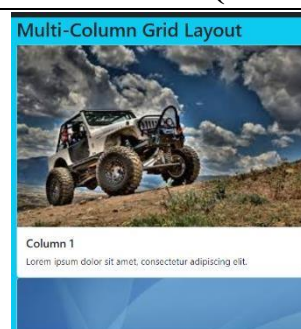 Multi-Column Grid Layout
Column 1
Lorem ipsum dolor sit amet, consectetur adipiscing elit.